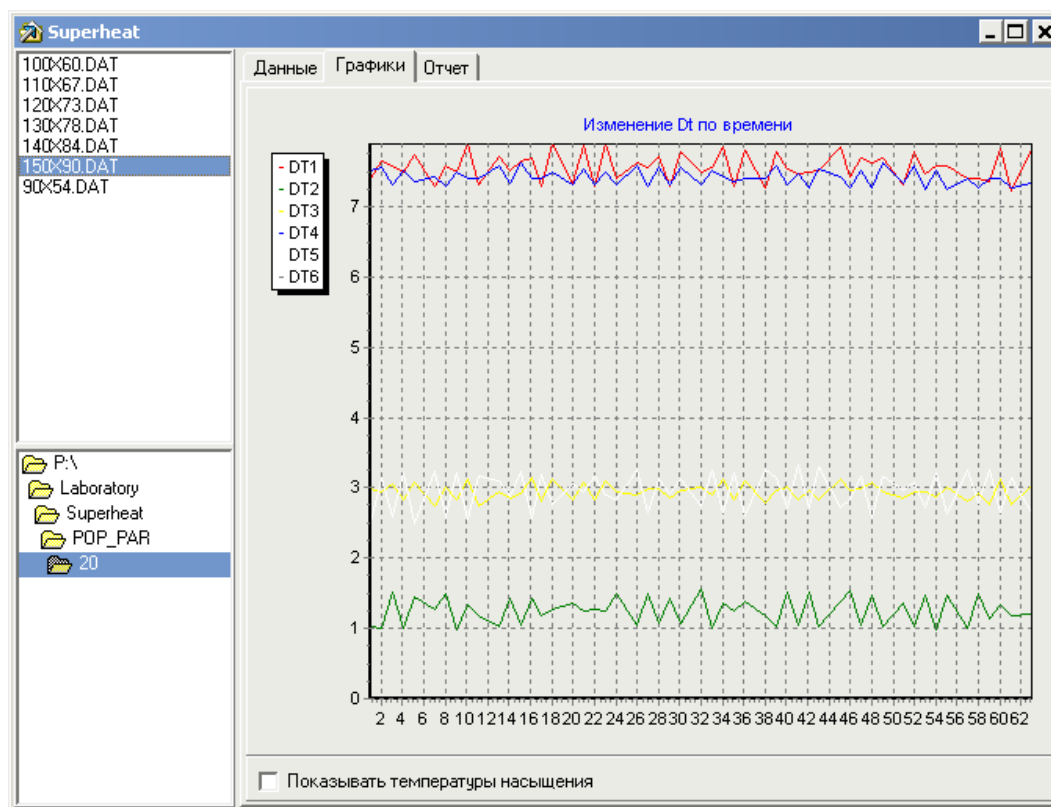 Superheat
100X60.DAT
110X67.DAT
120X73.DAT
130X78.DAT
140X84.DAT
150X90.DAT
90X54.DAT
P:\
Laboratory
Superheat
POP_PAR
20
Данные Графики Отчет
Изменение Dt по времени
DT1
DT2
DT3
DT4
DT5
DT6
7
6
5
4
3
2
1
0
2 4 6 8 10 12 14 16 18 20 22 24 26 28 30 32 34 36 38 40 42 44 46 48 50 52 54 56 58 60 62
Показывать температуры насыщения